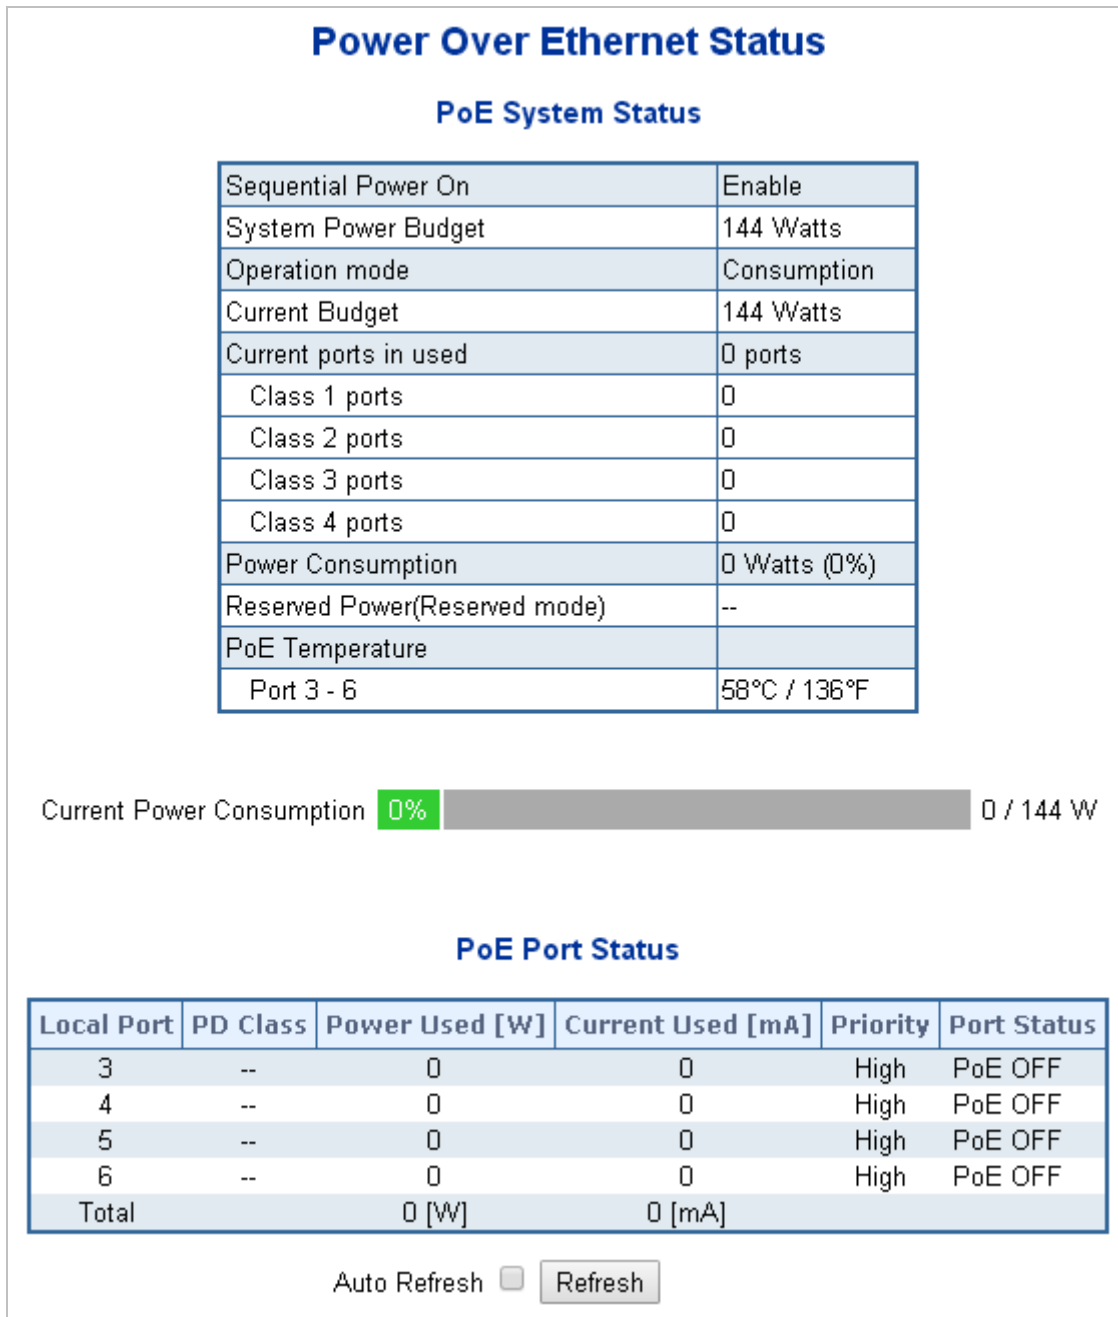 Power Over Ethernet Status
PoE System Status
Sequential Power On Enable
System Power Budget 144 Watts
Operation mode Consumption
Current Budget 144 Watts
Current ports in used 0 ports
Class 1 ports 0
Class 2 ports 0
Class 3 ports 0
Class 4 ports 0
Power Consumption 0 Watts (0%)
Reserved Power(Reserved mode) --
PoE Temperature
Port 3 - 6 58°C / 136°F
Current Power Consumption 0% 0 / 144 W
PoE Port Status
Local Port PD Class Power Used [W] Current Used [mA] Priority Port Status
3 -- 0 0 High PoE OFF
4 -- 0 0 High PoE OFF
5 -- 0 0 High PoE OFF
6 -- 0 0 High PoE OFF
Total 0 [W] 0 [mA]
Auto Refresh Refresh